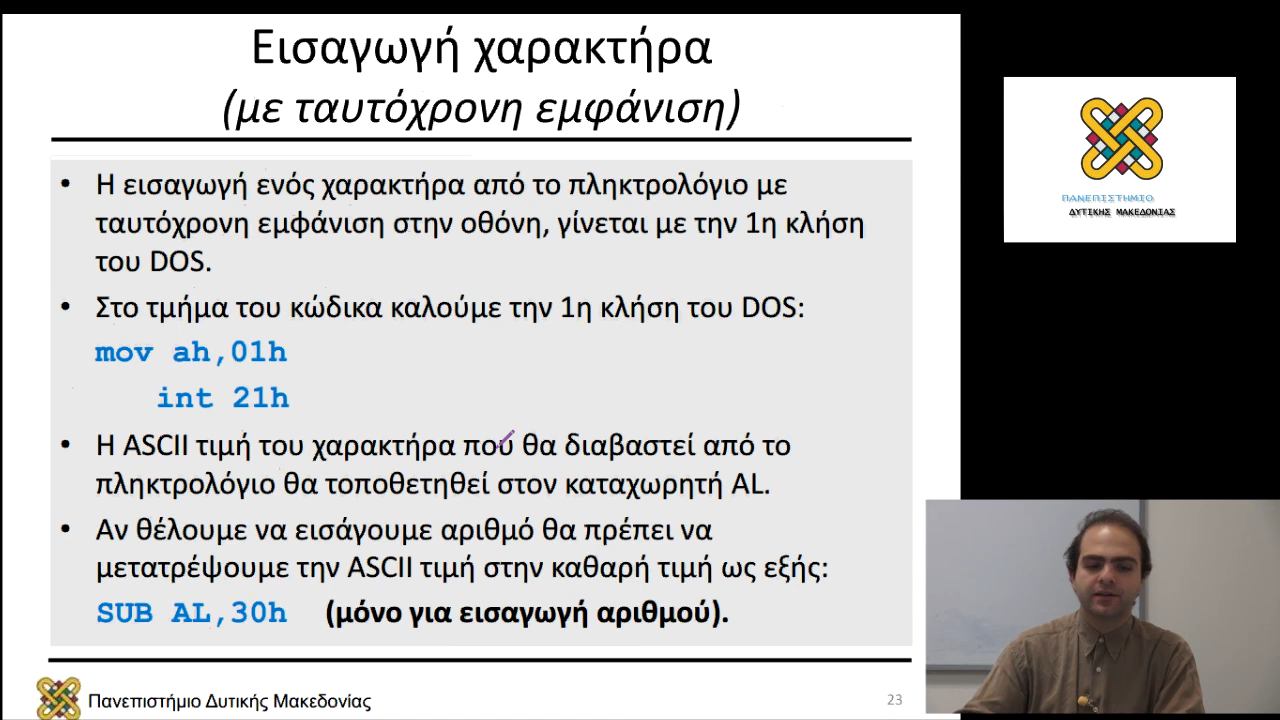 Εισαγωγή χαρακτήρα
(με ταυτόχρονη εμφάνιση)
• Η εισαγωγή ενός χαρακτήρα από το πληκτρολόγιο με
ταυτόχρονη εμφάνιση στην οθόνη, γίνεται με την 1η κλήση
του DOS.
• Στο τμήμα του κώδικα καλούμε την 1η κλήση του DOS:
mov ah,01h
int 21h
• Η ASCII τιμή του χαρακτήρα που θα διαβαστεί από το
πληκτρολόγιο θα τοποθετηθεί στον καταχωρητή AL.
• Αν θέλουμε να εισάγουμε αριθμό θα πρέπει να
μετατρέψουμε την ASCII τιμή στην καθαρή τιμή ως εξής:
SUB AL,30h (μόνο για εισαγωγή αριθμού).
Πανεπιστήμιο Δυτικής Μακεδονίας
23
ΠΑΝΕΠΙΣΤΗΜΙΟ
ΔΥΤΙΚΗΣ ΜΑΚΕΔΟΝΙΑΣ